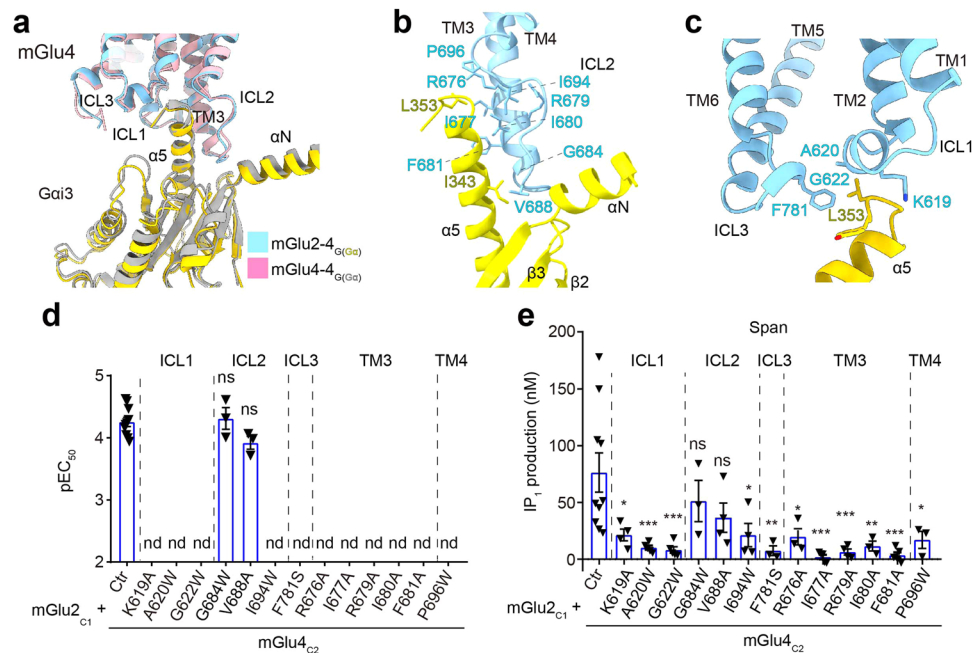 a
mGlu4
ICL3
ICL2
ICL1
TM3
α5
αN
Gαi3
mGlu2-4G(Gα)
mGlu4-4G(Gα)
b
TM3
TM4
P696
ICL2
R676
I694
L353
R679
I677
I680
F681
G684
I343
V688
αN
α5
β3
β2
c
TM5
TM1
TM6
TM2
ICL1
A620
G622
K619
F781
L353
ICL3
α5
d
ICL1 ICL2 ICL3 TM3 TM4
pEC50
5
4
3
2
ns
ns
nd nd nd nd nd nd nd nd nd nd nd
Ctr K619A A620W G622W G684W V688A I694W F781S R676A I677A R679A I680A F681A P696W
mGlu2C1 +
mGlu4C2
e
Span
ICL1 ICL2 ICL3 TM3 TM4
IP1 production (nM)
200
150
100
50
0
* *** *** ns ns * ** * *** *** ** *** *
Ctr K619A A620W G622W G684W V688A I694W F781S R676A I677A R679A I680A F681A P696W
mGlu2C1 +
mGlu4C2